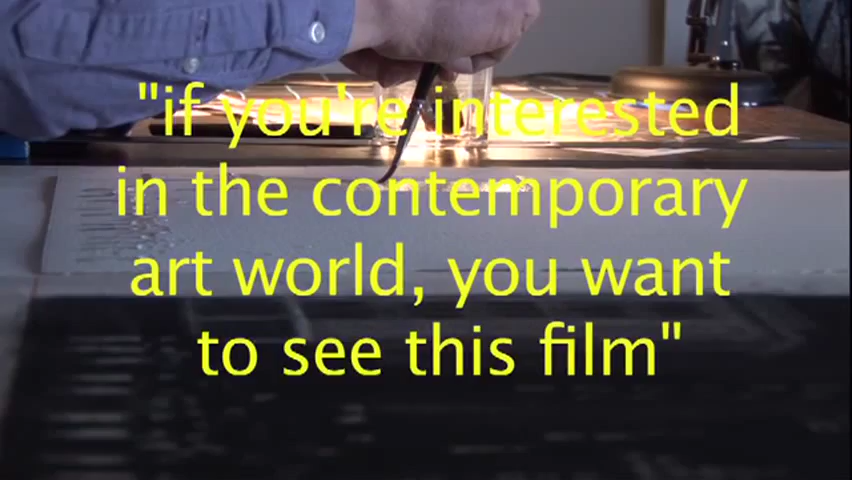 "if you're interested
in the contemporary
art world, you want
to see this film"